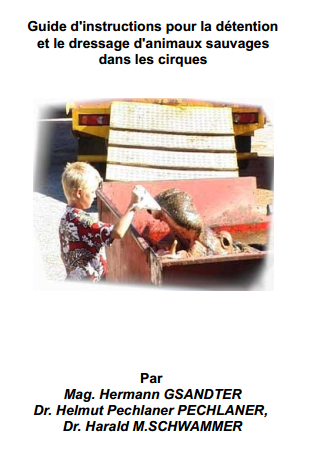 Guide d'instructions pour la détention
et le dressage d'animaux sauvages
dans les cirques
Par
Mag. Hermann GSANDTER
Dr. Helmut Pechlaner PECHLANER,
Dr. Harald M.SCHWAMMER